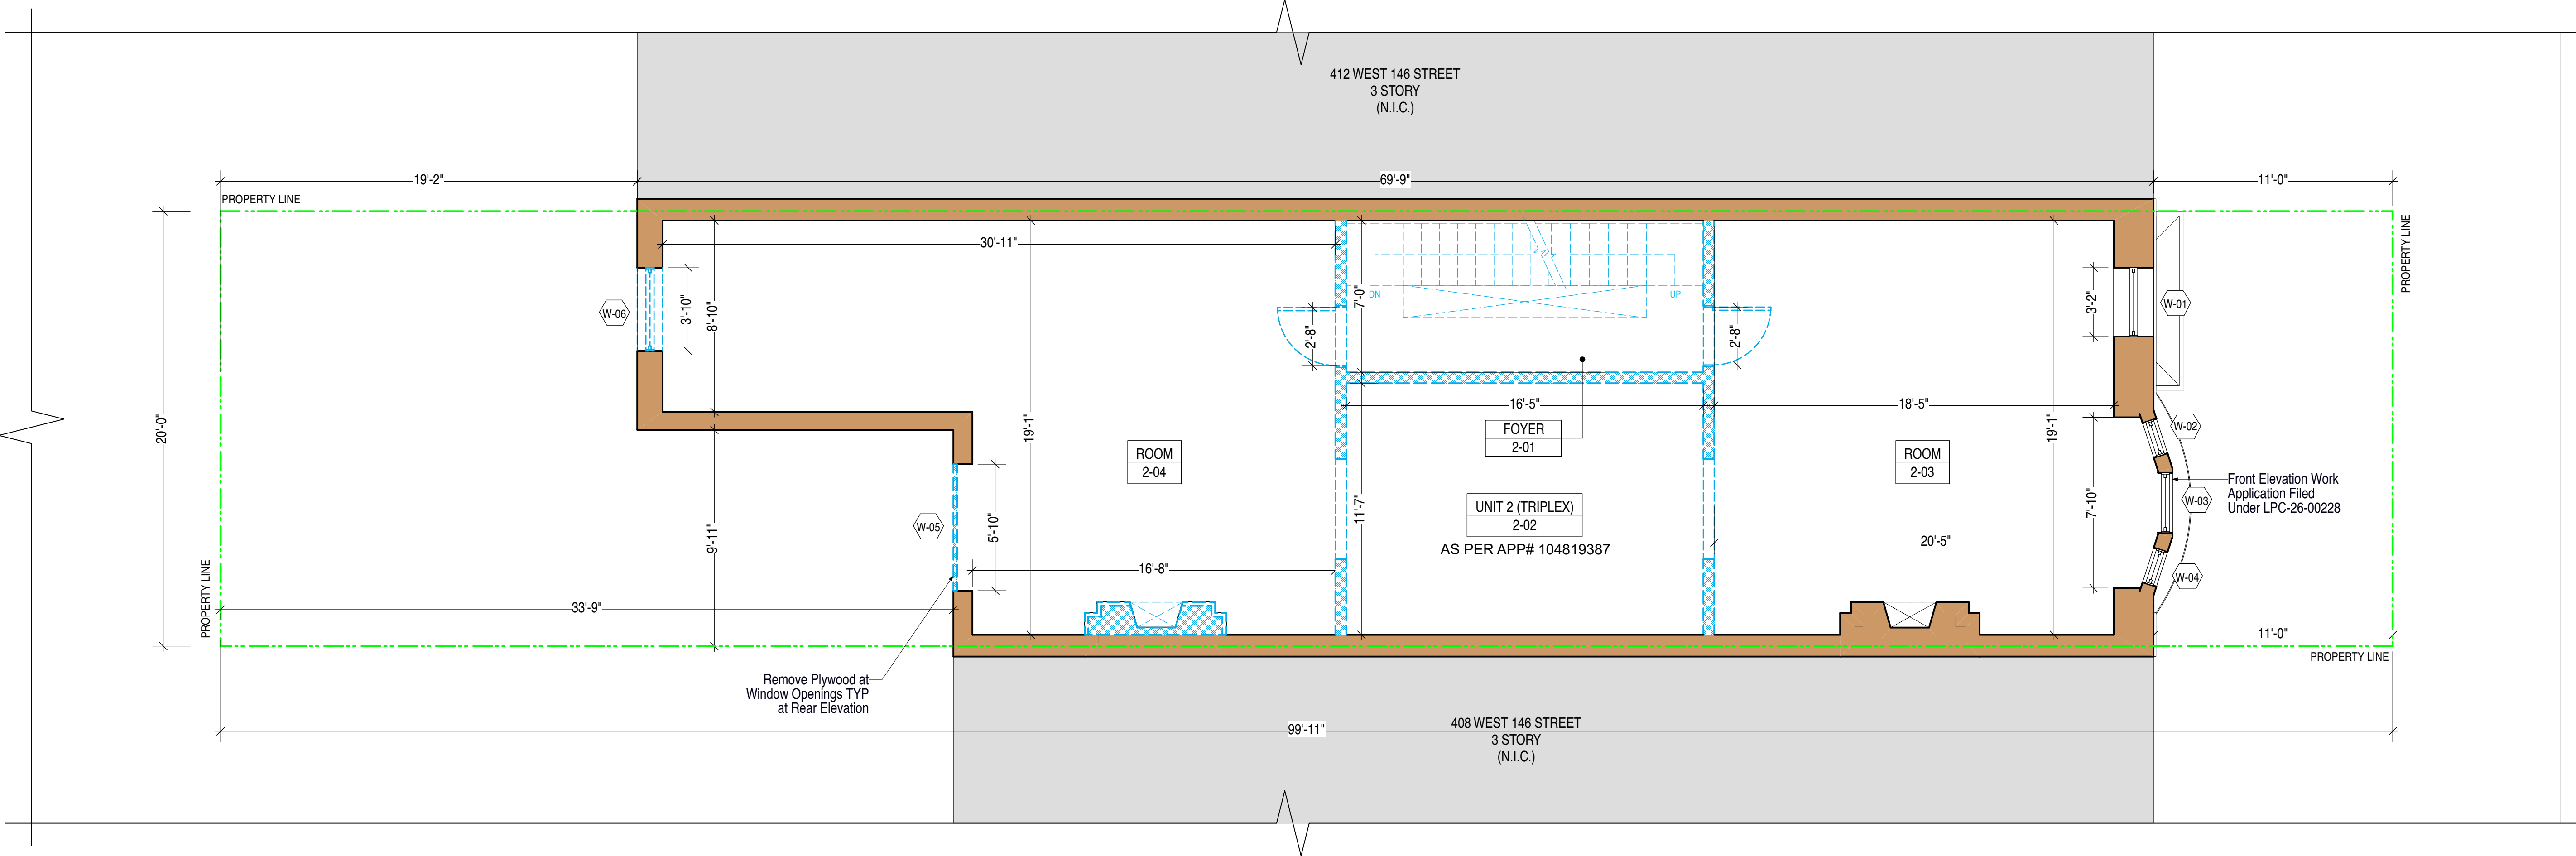 412 WEST 146 STREET
3 STORY
(N.I.C.)
19'-2"
69'-9"
11'-0"
PROPERTY LINE
PROPERTY LINE
30'-11"
20'-0"
W-06
3'-10"
8'-10"
2'-8"
7'-0"
DN
UP
2'-8"
3'-2"
W-01
16'-5"
18'-5"
19'-1"
19'-1"
FOYER
2-01
W-02
ROOM
2-04
ROOM
2-03
Front Elevation Work
Application Filed
Under LPC-26-00228
7'-10"
W-03
UNIT 2 (TRIPLEX)
2-02
AS PER APP# 104819387
11'-7"
W-05
5'-10"
9'-11"
20'-5"
16'-8"
W-04
PROPERTY LINE
33'-9"
11'-0"
PROPERTY LINE
Remove Plywood at
Window Openings TYP
at Rear Elevation
99'-11"
408 WEST 146 STREET
3 STORY
(N.I.C.)